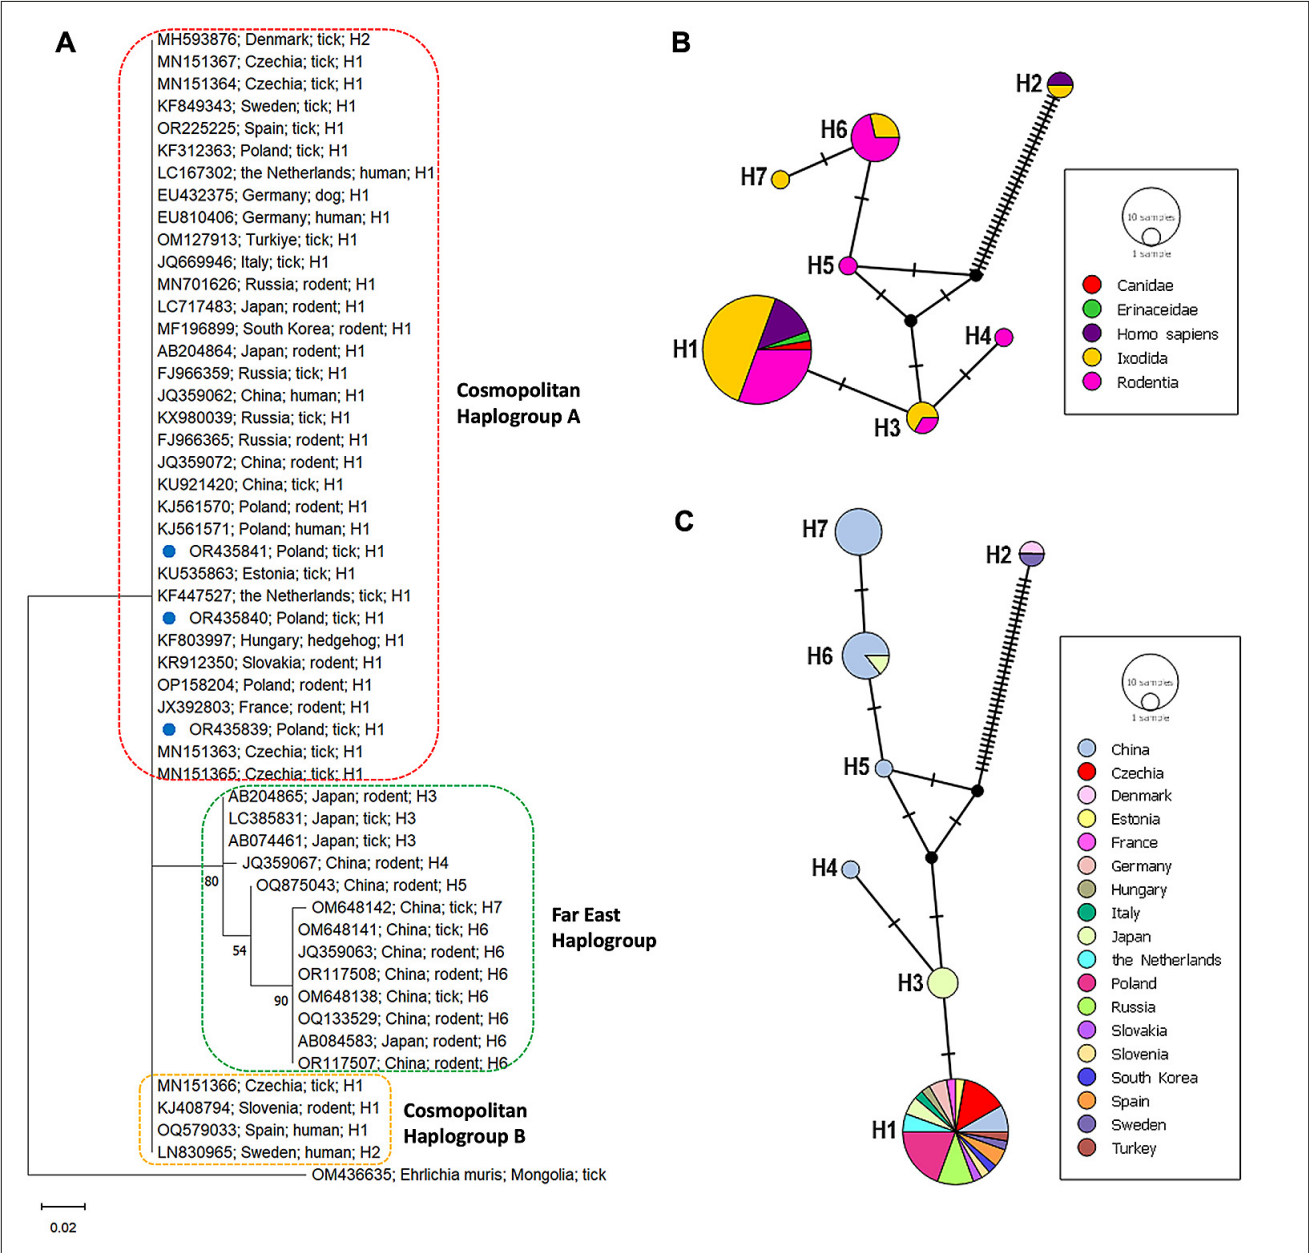 A
MH593876; Denmark; tick; H2
MN151367; Czechia; tick; H1
MN151364; Czechia; tick; H1
KF849343; Sweden; tick; H1
OR225225; Spain; tick; H1
KF312363; Poland; tick; H1
LC167302; the Netherlands; human; H1
EU432375; Germany; dog; H1
EU810406; Germany; human; H1
OM127913; Turkiye; tick; H1
JQ669946; Italy; tick; H1
MN701626; Russia; rodent; H1
LC717483; Japan; rodent; H1
MF196899; South Korea; rodent; H1
AB204864; Japan; rodent; H1
FJ966359; Russia; tick; H1
JQ359062; China; human; H1
KX980039; Russia; tick; H1
FJ966365; Russia; rodent; H1
JQ359072; China; rodent; H1
KU921420; China; tick; H1
KJ561570; Poland; rodent; H1
KJ561571; Poland; human; H1
OR435841; Poland; tick; H1
KU535863; Estonia; tick; H1
KF447527; the Netherlands; tick; H1
OR435840; Poland; tick; H1
KF803997; Hungary; hedgehog; H1
KR912350; Slovakia; rodent; H1
OP158204; Poland; rodent; H1
JX392803; France; rodent; H1
OR435839; Poland; tick; H1
MN151363; Czechia; tick; H1
MN151365; Czechia; tick; H1
Cosmopolitan
Haplogroup A
AB204865; Japan; rodent; H3
LC385831; Japan; tick; H3
AB074461; Japan; tick; H3
JQ359067; China; rodent; H4
OQ875043; China; rodent; H5
OM648142; China; tick; H7
OM648141; China; tick; H6
JQ359063; China; rodent; H6
OR117508; China; rodent; H6
OM648138; China; tick; H6
OQ133529; China; rodent; H6
AB084583; Japan; rodent; H6
OR117507; China; rodent; H6
80
54
90
Far East
Haplogroup
MN151366; Czechia; tick; H1
KJ408794; Slovenia; rodent; H1
OQ579033; Spain; human; H1
LN830965; Sweden; human; H2
Cosmopolitan
Haplogroup B
OM436635; Ehrlichia muris; Mongolia; tick
0.02
B
H2
H6
H7
H5
H4
H1
H3
10 samples
1 sample
Canidae
Erinaceidae
Homo sapiens
Ixodida
Rodentia
C
H7
H2
H6
H5
H4
H3
H1
10 samples
1 sample
China
Czechia
Denmark
Estonia
France
Germany
Hungary
Italy
Japan
the Netherlands
Poland
Russia
Slovakia
Slovenia
South Korea
Spain
Sweden
Turkey